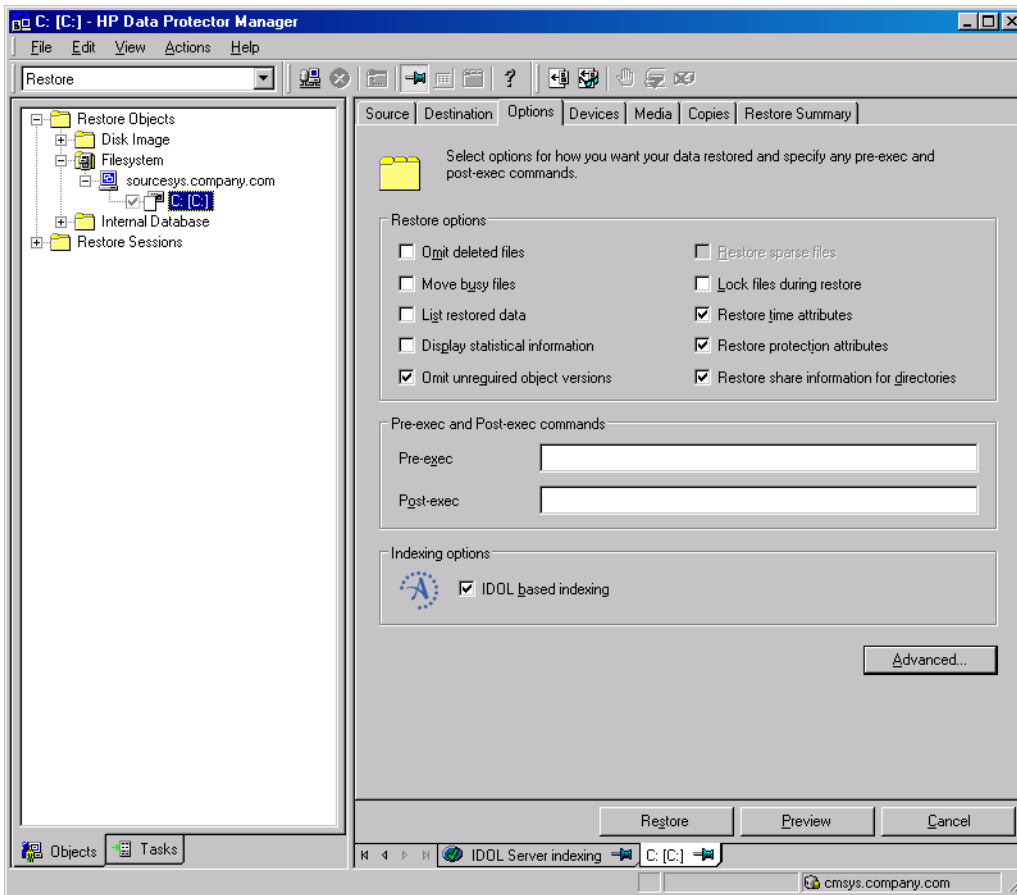 C: [C:] - HP Data Protector Manager
File Edit View Actions Help
Restore
Restore Objects
Disk Image
Filesystem
sourcesys.company.com
C: [C:]
Internal Database
Restore Sessions
Objects Tasks
Source Destination Options Devices Media Copies Restore Summary
Select options for how you want your data restored and specify any pre-exec and
post-exec commands.
Restore options
Omit deleted files Restore sparse files
Move busy files Lock files during restore
List restored data Restore time attributes
Display statistical information Restore protection attributes
Omit unrequired object versions Restore share information for directories
Pre-exec and Post-exec commands
Pre-exec
Post-exec
Indexing options
IDOL based indexing
Advanced...
Restore Preview Cancel
IDOL Server indexing C: [C:]
cmsys.company.com